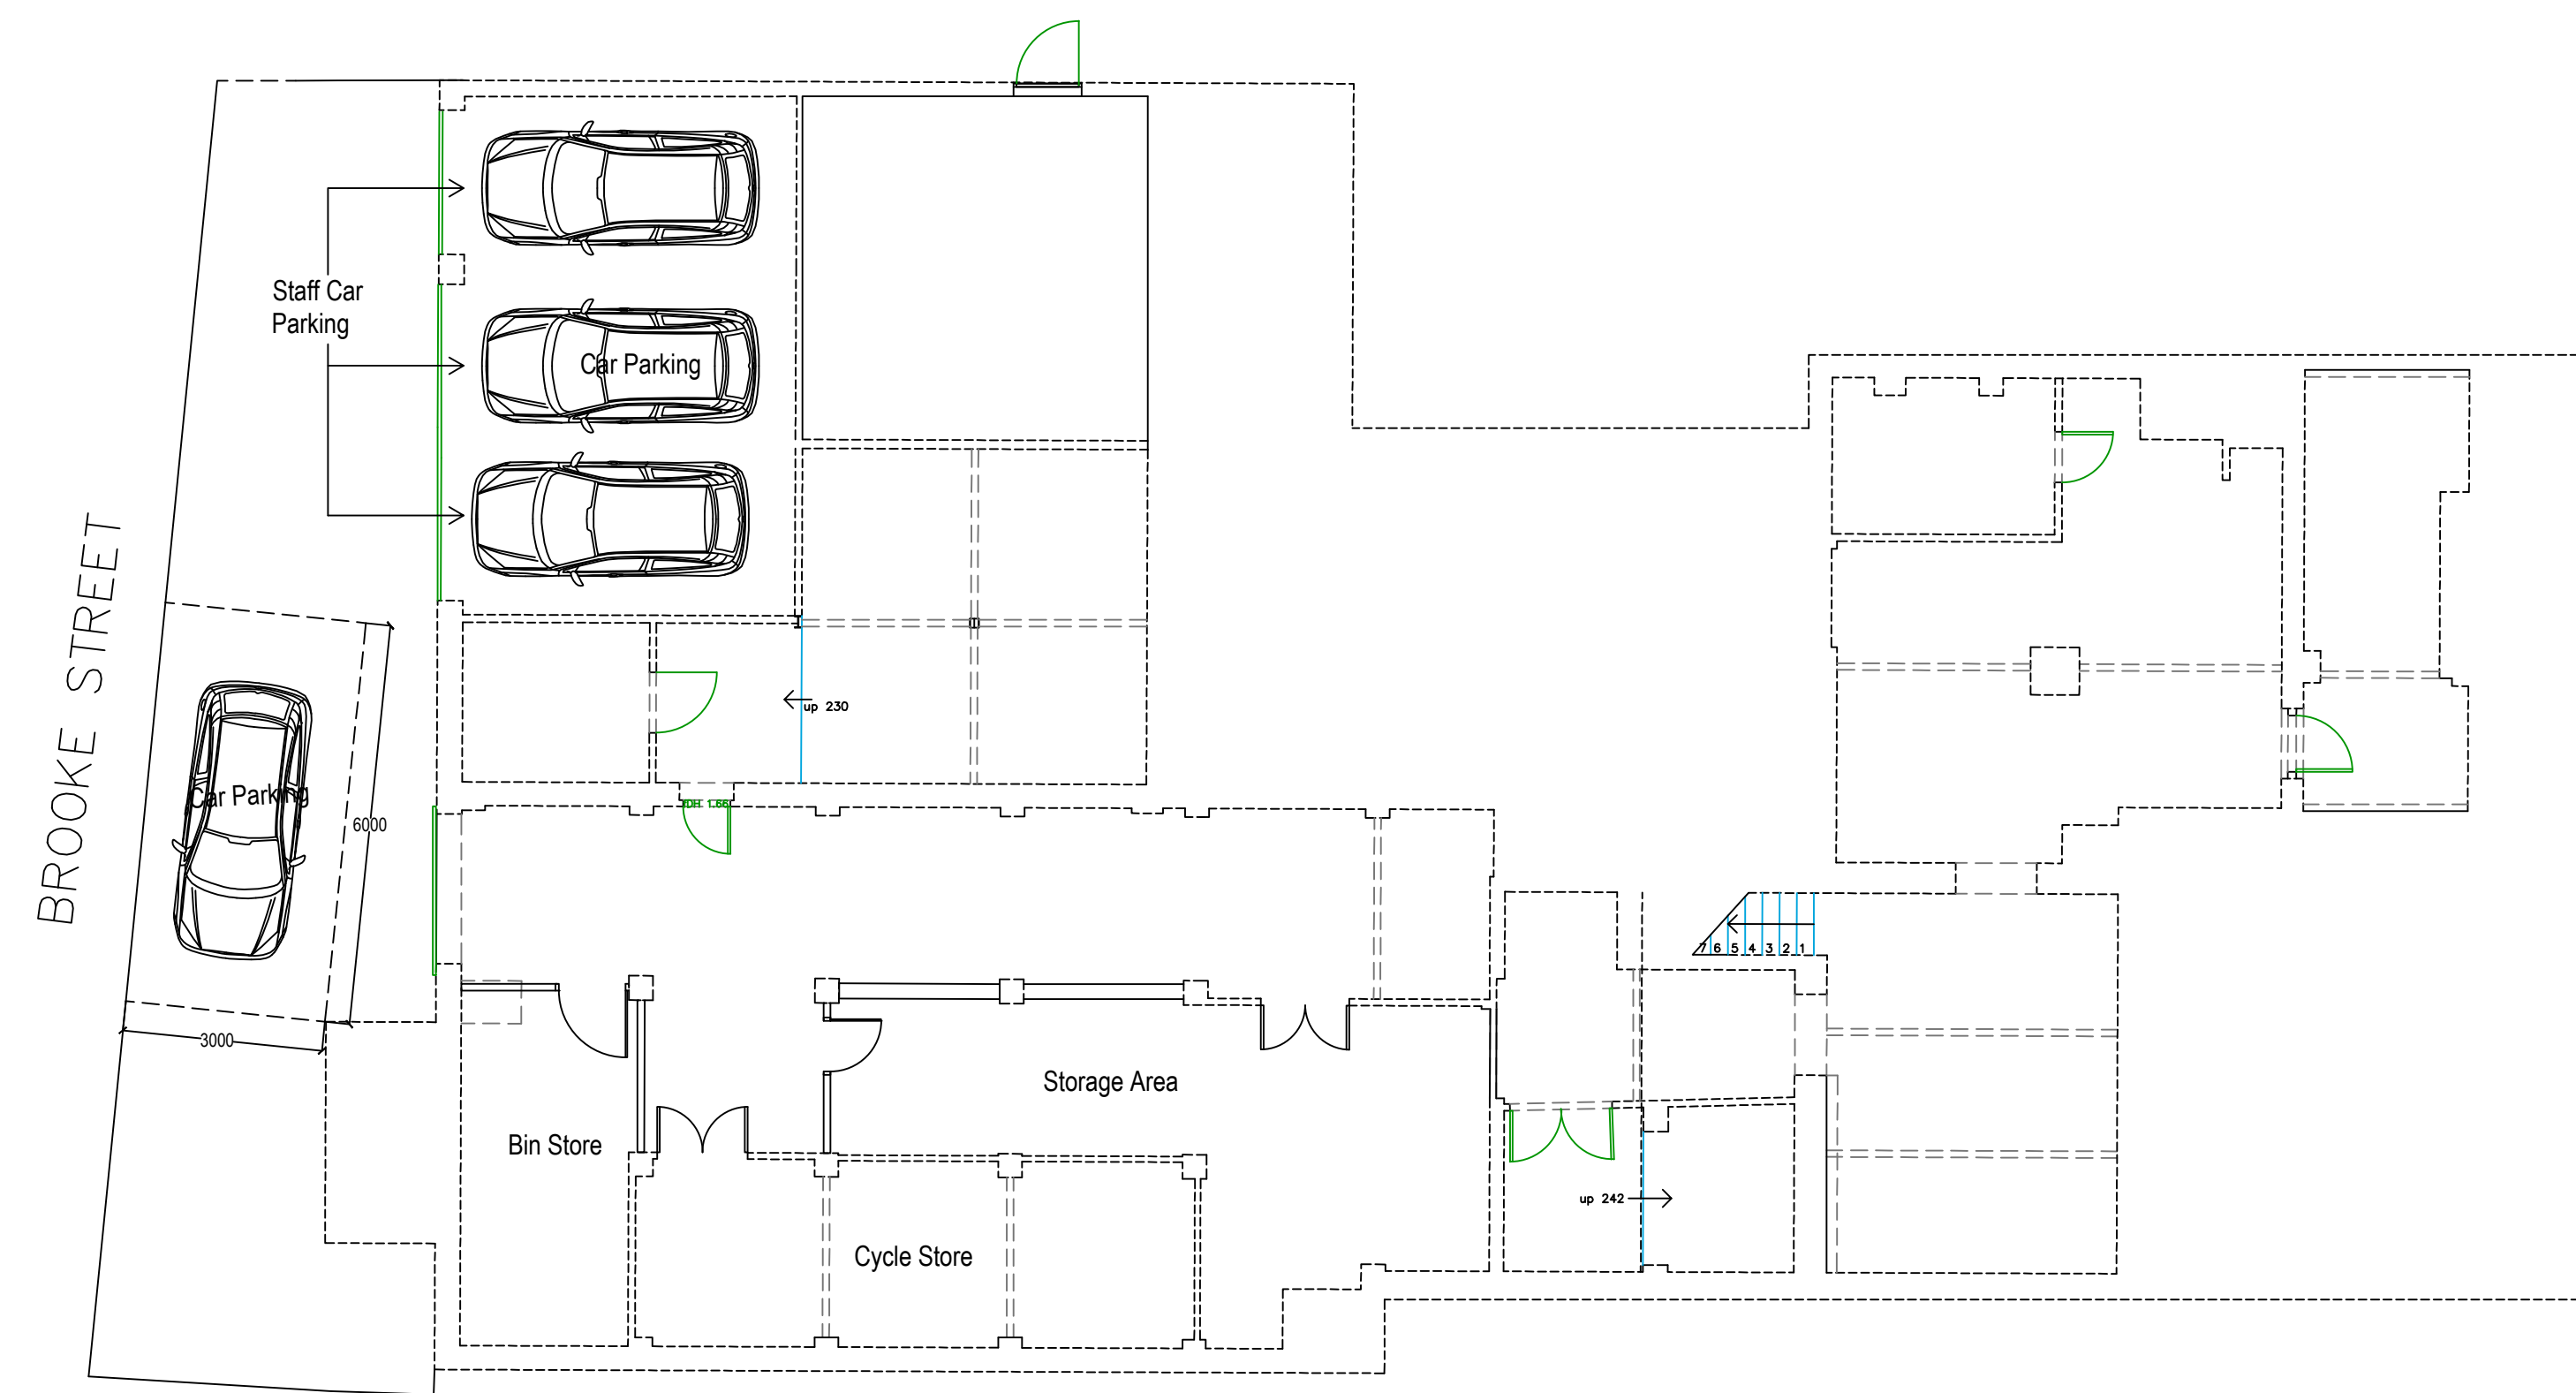 Staff Car
Parking
Car Parking
BROOKE STREET
up 230
Car Parking
6000
3000
7 6 5 4 3 2 1
Storage Area
Bin Store
up 242
Cycle Store